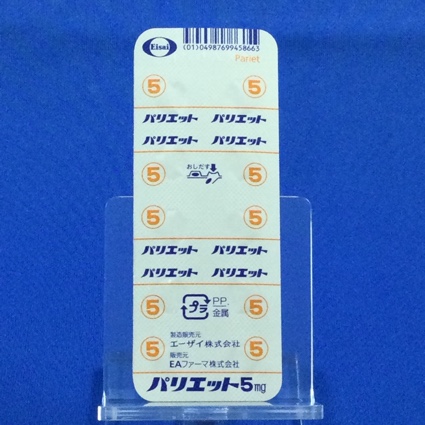 Eisai
(01)04987699458663
Pariet
5 5
パリエット パリエット
パリエット パリエット
5 おしだす 5
5 5
パリエット パリエット
パリエット パリエット
5 プラ PP, 金属 5
製造販売元
5 エーザイ株式会社 5
販売元
EAファーマ株式会社
パリエット5mg